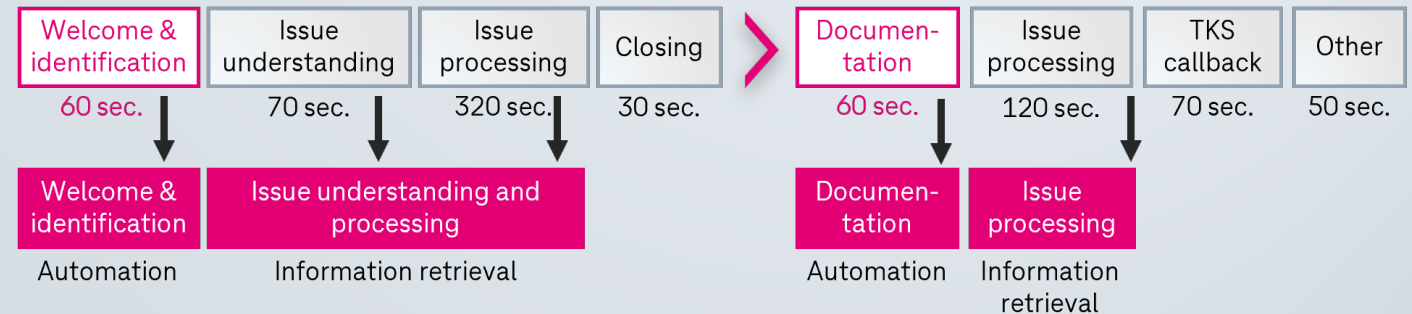 Welcome &
identification
Issue
understanding
Issue
processing
Closing
Documen-
tation
Issue
processing
TKS
callback
Other
60 sec.
70 sec.
320 sec.
30 sec.
60 sec.
120 sec.
70 sec.
50 sec.
Welcome &
identification
Issue understanding and
processing
Documen-
tation
Issue
processing
Automation
Information retrieval
Automation
Information
retrieval